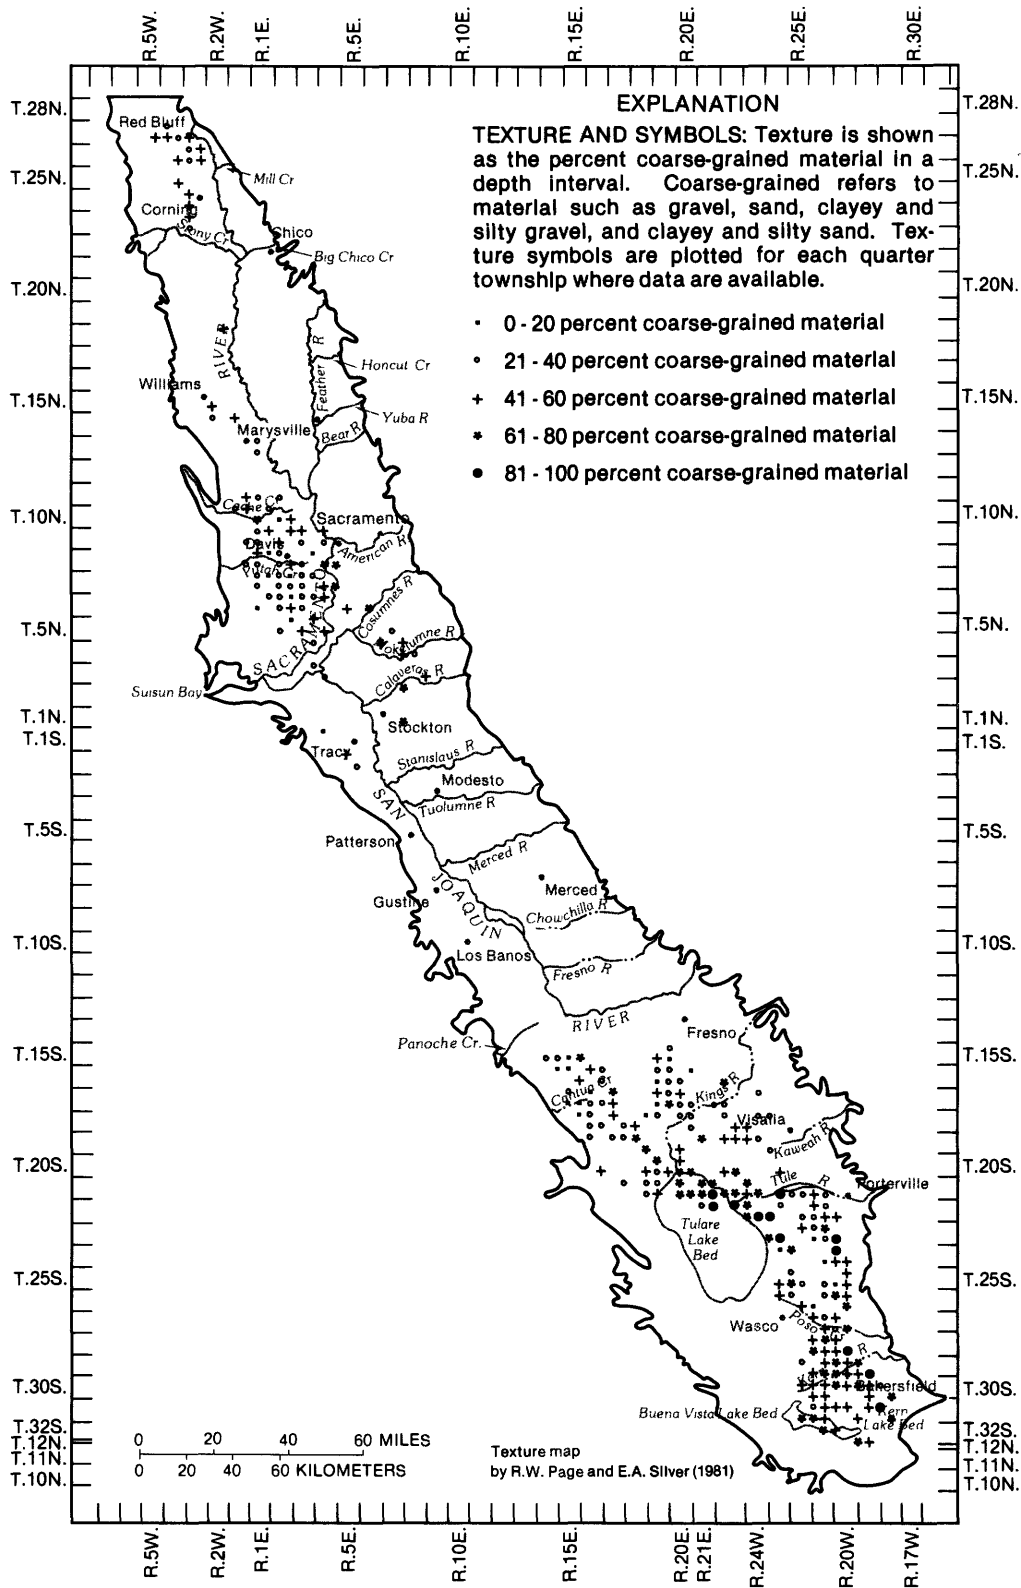 R.5W. R.2W. R.1E. R.5E. R.10E. R.15E. R.20E. R.25E. R.30E.
EXPLANATION
TEXTURE AND SYMBOLS: Texture is shown
as the percent coarse-grained material in a
depth interval. Coarse-grained refers to
material such as gravel, sand, clayey and
silty gravel, and clayey and silty sand. Tex-
ture symbols are plotted for each quarter
township where data are available.
0 - 20 percent coarse-grained material
21 - 40 percent coarse-grained material
41 - 60 percent coarse-grained material
61 - 80 percent coarse-grained material
81 - 100 percent coarse-grained material
T.28N. T.28N.
T.25N. T.25N.
T.20N. T.20N.
T.15N. T.15N.
T.10N. T.10N.
T.5N. T.5N.
T.1N. T.1N.
T.1S. T.1S.
T.5S. T.5S.
T.10S. T.10S.
T.15S. T.15S.
T.20S. T.20S.
T.25S. T.25S.
T.30S. T.30S.
T.32S. T.32S.
T.12N. T.12N.
T.11N. T.11N.
T.10N. T.10N.
Red Bluff
Mill Cr
Corning
Stony Cr
Chico
Big Chico Cr
RIVER
Feather R
Honcut Cr
Williams
Yuba R
Marysville
Bear R
Cache Cr
Sacramento
Davis
American R
Putah Cr
SACRAMENTO
Cosumnes R
Mokelumne R
Calaveras R
Suisun Bay
Stockton
Tracy
Stanislaus R
Modesto
SAN
Tuolumne R
Patterson
Merced R
JOAQUIN
Merced
Gustine
Chowchilla R
Los Banos
Fresno R
RIVER
Fresno
Panoche Cr.
Cantua Cr
Kings R
Visalia
Kaweah R
Tule R
Porterville
Tulare
Lake
Bed
Wasco
Poso Cr
R
Bakersfield
Buena Vista Lake Bed
Kern
Lake Bed
0 20 40 60 MILES
0 20 40 60 KILOMETERS
Texture map
by R.W. Page and E.A. Silver (1981)
R.5W. R.2W. R.1E. R.5E. R.10E. R.15E. R.20E. R.21E. R.24W. R.20W. R.17W.